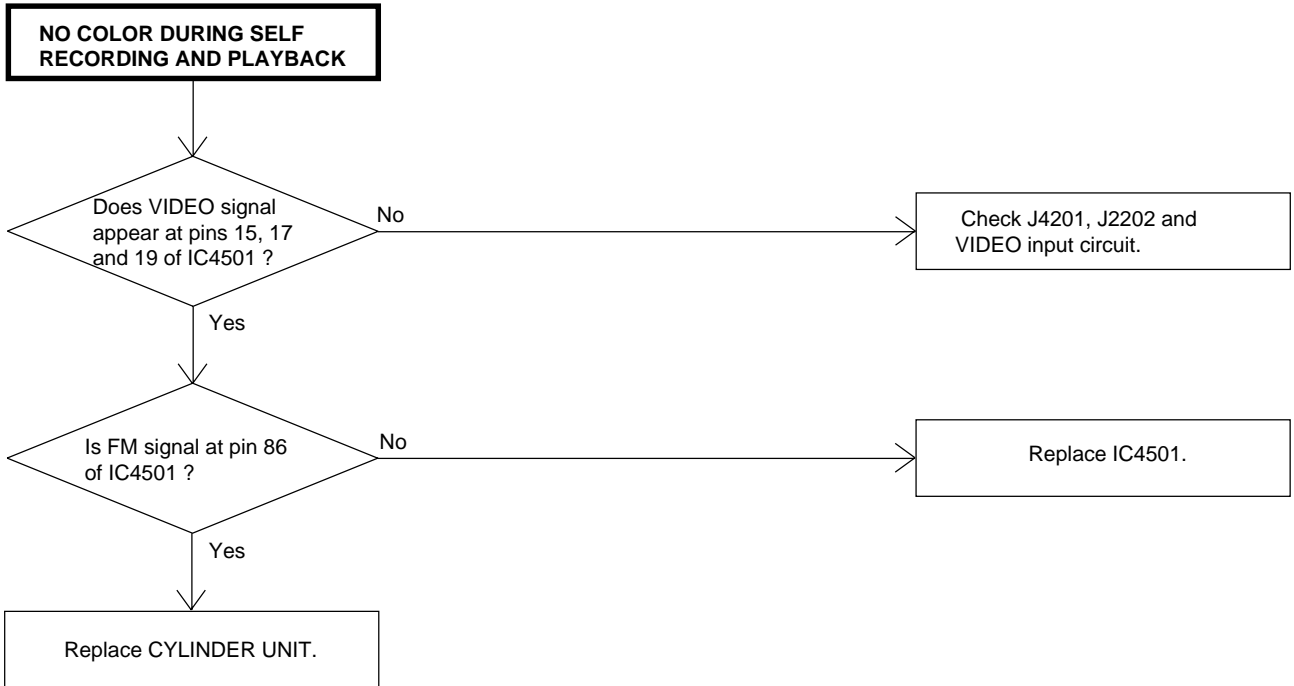 NO COLOR DURING SELF
RECORDING AND PLAYBACK
Does VIDEO signal
appear at pins 15, 17
and 19 of IC4501 ?
No
Check J4201, J2202 and
VIDEO input circuit.
Yes
Is FM signal at pin 86
of IC4501 ?
No
Replace IC4501.
Yes
Replace CYLINDER UNIT.